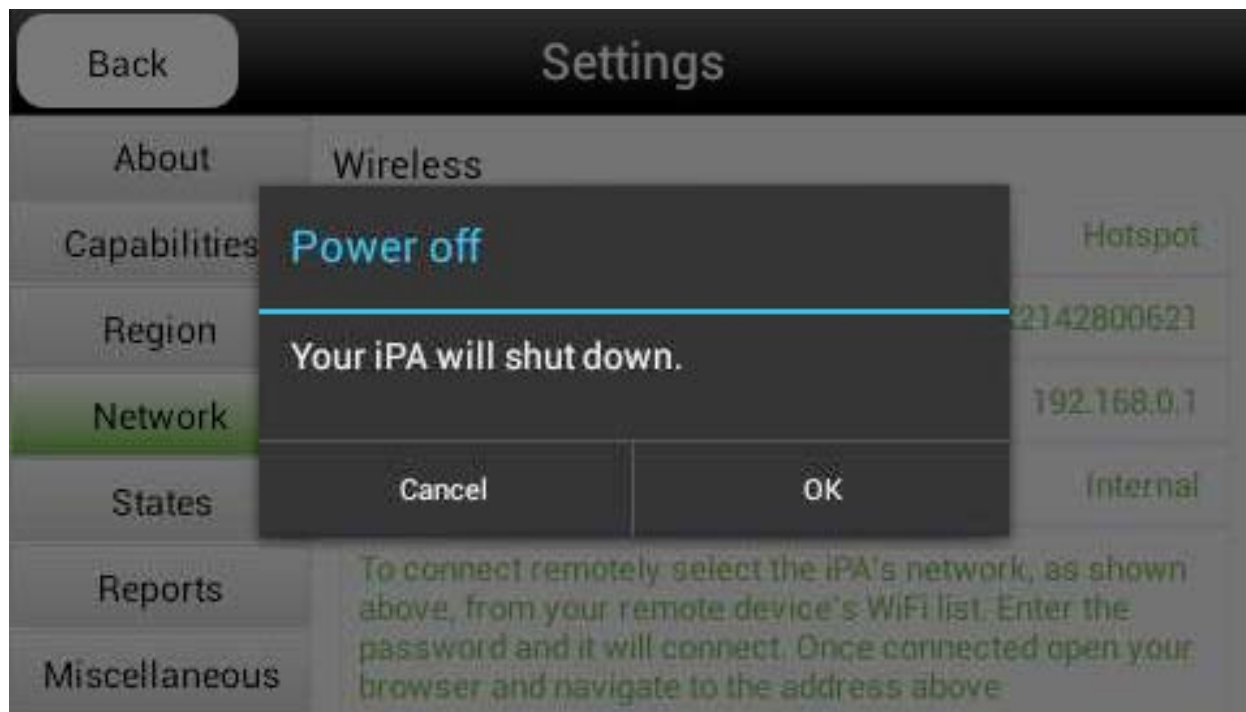 Back
Settings
About
Wireless
Capabilities
Power off
Hotspot
Region
2142800621
Your iPA will shut down.
Network
192.168.0.1
Cancel
OK
States
Internal
Reports
To connect remotely select the iPA's network, as shown
above, from your remote device's WiFi list. Enter the
password and it will connect. Once connected open your
browser and navigate to the address above
Miscellaneous